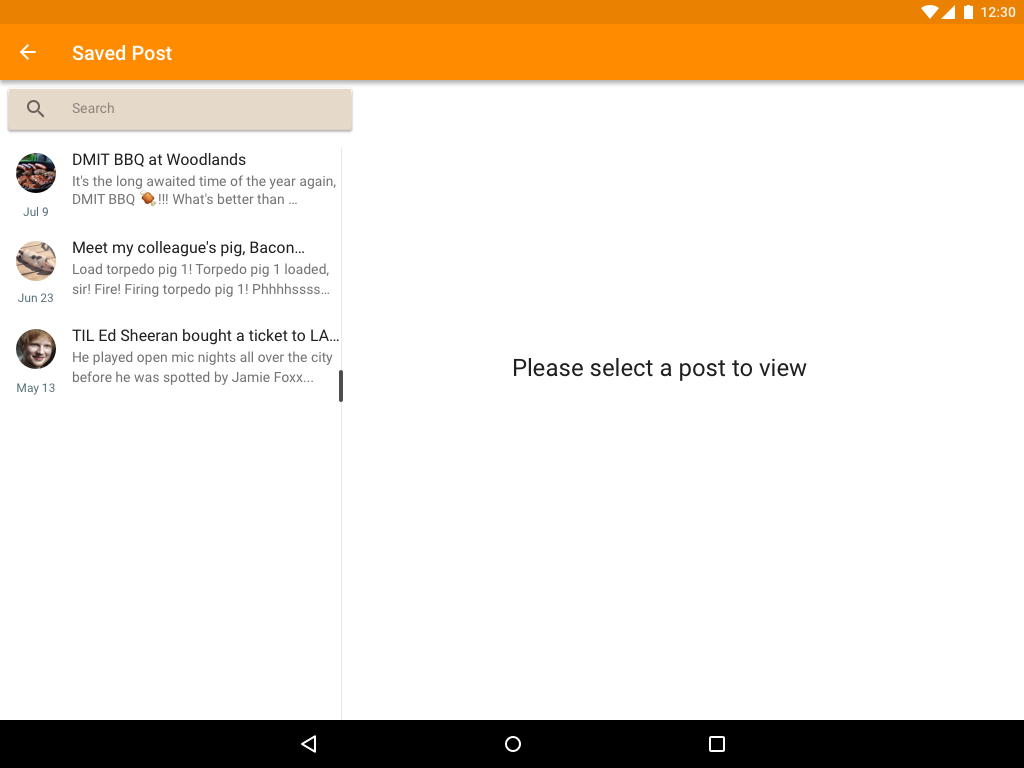 12:30
Saved Post
Search
DMIT BBQ at Woodlands
It's the long awaited time of the year again,
DMIT BBQ 🍖!!! What's better than …
Jul 9
Meet my colleague's pig, Bacon…
Load torpedo pig 1! Torpedo pig 1 loaded,
sir! Fire! Firing torpedo pig 1! Phhhhssss…
Jun 23
TIL Ed Sheeran bought a ticket to LA…
He played open mic nights all over the city
before he was spotted by Jamie Foxx...
May 13
Please select a post to view